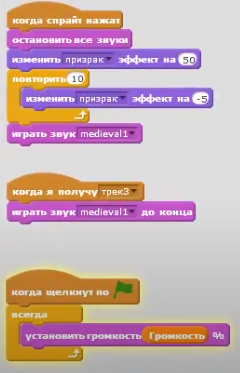 когда спрайт нажат
остановить все звуки
изменить призрак эффект на 50
повторить 10
изменить призрак эффект на -5
играть звук medieval1
когда я получу трек3
играть звук medieval1 до конца
когда щелкнут по
всегда
установить громкость Громкость %